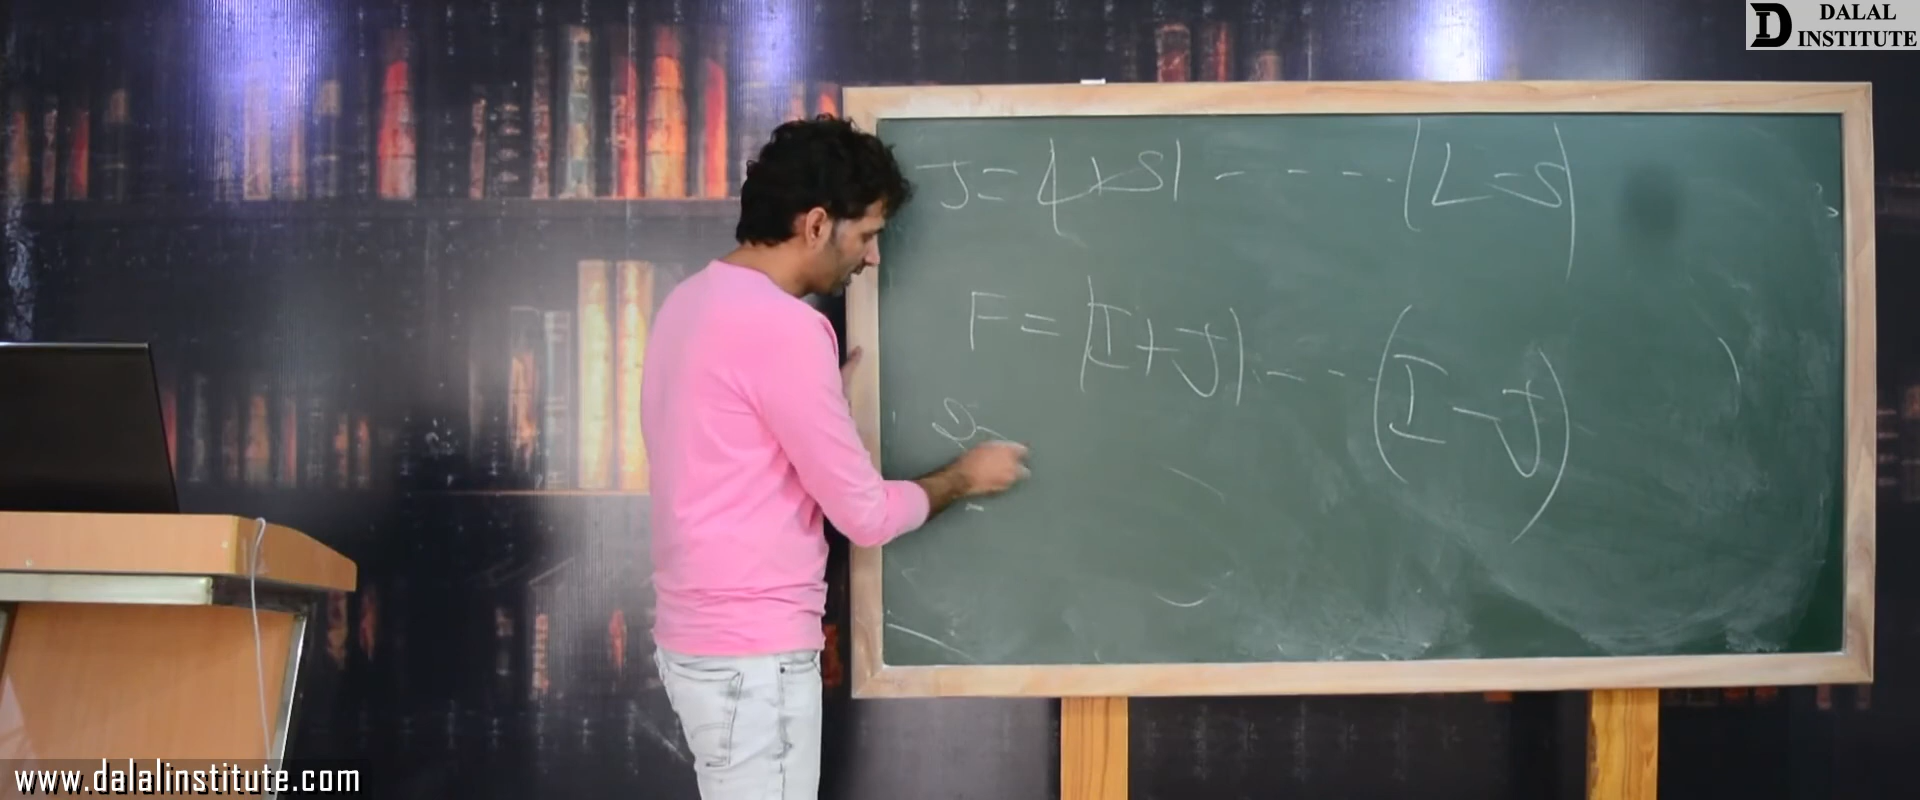 DALAL
INSTITUTE
J = |L+S| - - - - - |L-S|
F = |I+J| - - - - (I-J)
www.dalalinstitute.com